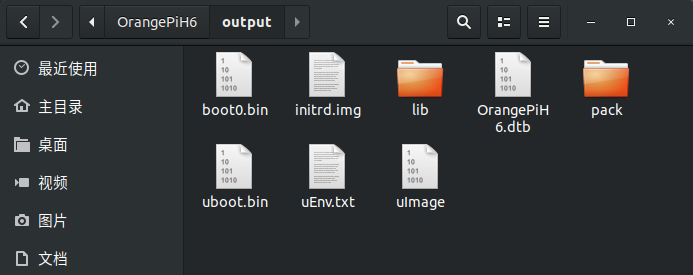 OrangePiH6
output
最近使用
主目录
桌面
视频
图片
文档
1
10
101
1010
boot0.bin
initrd.img
lib
1
10
101
1010
OrangePiH
6.dtb
pack
1
10
101
1010
uboot.bin
uEnv.txt
1
10
101
1010
uImage